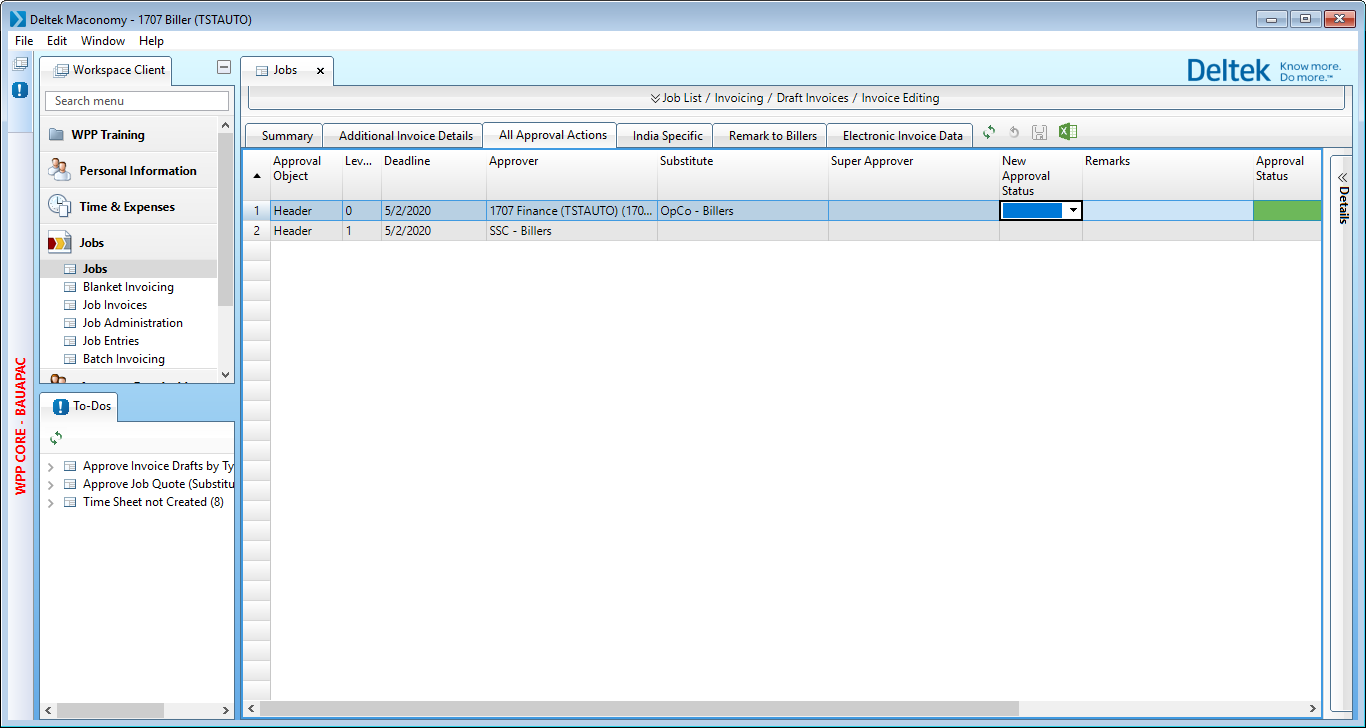 Deltek Maconomy - 1707 Biller (TSTAUTO)
File Edit Window Help
Workspace Client
Search menu
WPP Training
Personal Information
Time & Expenses
Jobs
Jobs
Blanket Invoicing
Job Invoices
Job Administration
Job Entries
Batch Invoicing
WPP CORE - BAUAPAC
To-Dos
Approve Invoice Drafts by Ty
Approve Job Quote (Substitu
Time Sheet not Created (8)
Jobs
Deltek Know more.
Do more.™
Job List / Invoicing / Draft Invoices / Invoice Editing
Summary Additional Invoice Details All Approval Actions India Specific Remark to Billers Electronic Invoice Data
Approval Object Lev... Deadline Approver Substitute Super Approver New Approval Status Remarks Approval Status
1 Header 0 5/2/2020 1707 Finance (TSTAUTO) (170... OpCo - Billers
2 Header 1 5/2/2020 SSC - Billers
Details